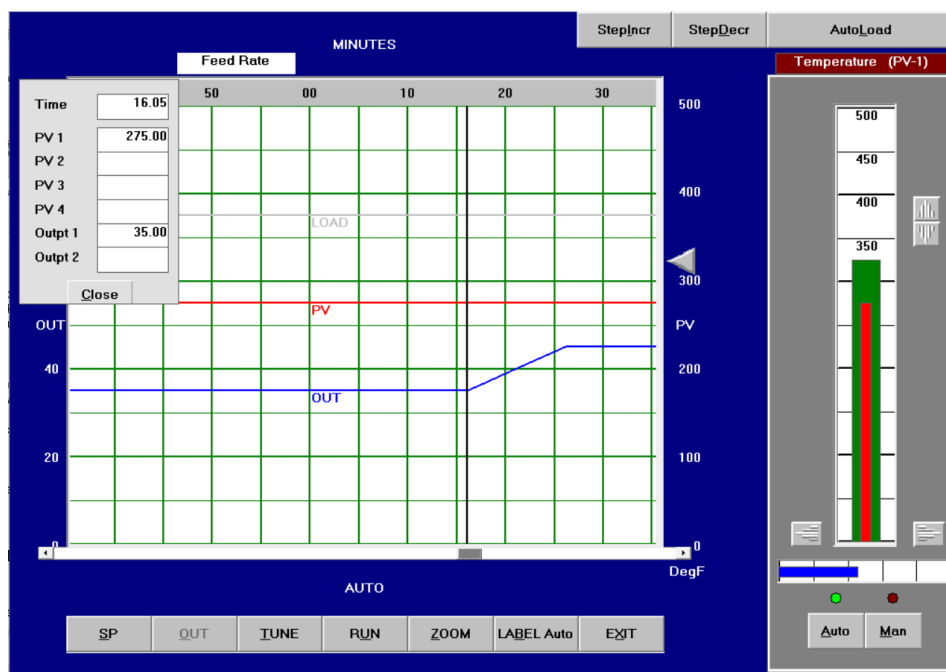 StepIncr StepDecr AutoLoad
MINUTES
Feed Rate
Temperature (PV-1)
50 00 10 20 30
Time 16.05
PV 1 275.00
PV 2
PV 3
PV 4
Outpt 1 35.00
Outpt 2
Close
LOAD
PV
OUT
OUT
40
20
0
500
400
300
PV
200
100
0
DegF
500
450
400
350
AUTO
SP OUT TUNE RUN ZOOM LABEL Auto EXIT
Auto Man